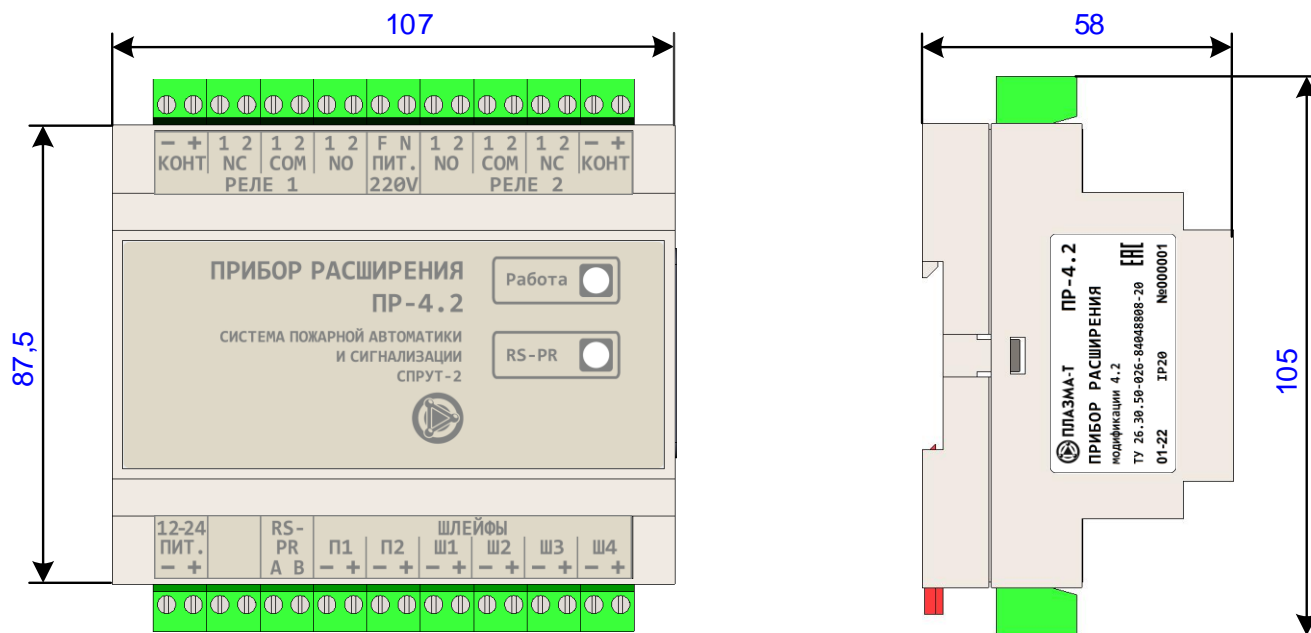 107
58
87,5
105
− + 1 2 1 2 1 2 F N 1 2 1 2 1 2 − +
КОНТ NC COM NO ПИТ. NO COM NC КОНТ
РЕЛЕ 1 220V РЕЛЕ 2
ПРИБОР РАСШИРЕНИЯ
ПР-4.2
СИСТЕМА ПОЖАРНОЙ АВТОМАТИКИ
И СИГНАЛИЗАЦИИ
СПРУТ-2
Работа
RS-PR
12-24 RS- ШЛЕЙФЫ
ПИТ. PR П1 П2 Ш1 Ш2 Ш3 Ш4
− + A B − + − + − + − + − + − +
ПЛАЗМА-Т ПР-4.2
ПРИБОР РАСШИРЕНИЯ
модификации 4.2 EAC
ТУ 26.30.50-026-84048808-20
01-22 IP20 №000001